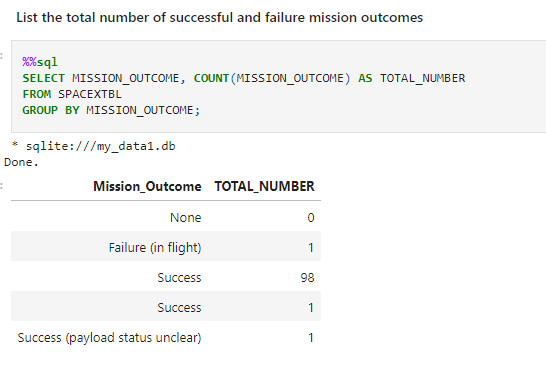 List the total number of successful and failure mission outcomes
%%sql
SELECT MISSION_OUTCOME, COUNT(MISSION_OUTCOME) AS TOTAL_NUMBER
FROM SPACEXTBL
GROUP BY MISSION_OUTCOME;
* sqlite:///my_data1.db
Done.
Mission_Outcome TOTAL_NUMBER
None 0
Failure (in flight) 1
Success 98
Success 1
Success (payload status unclear) 1